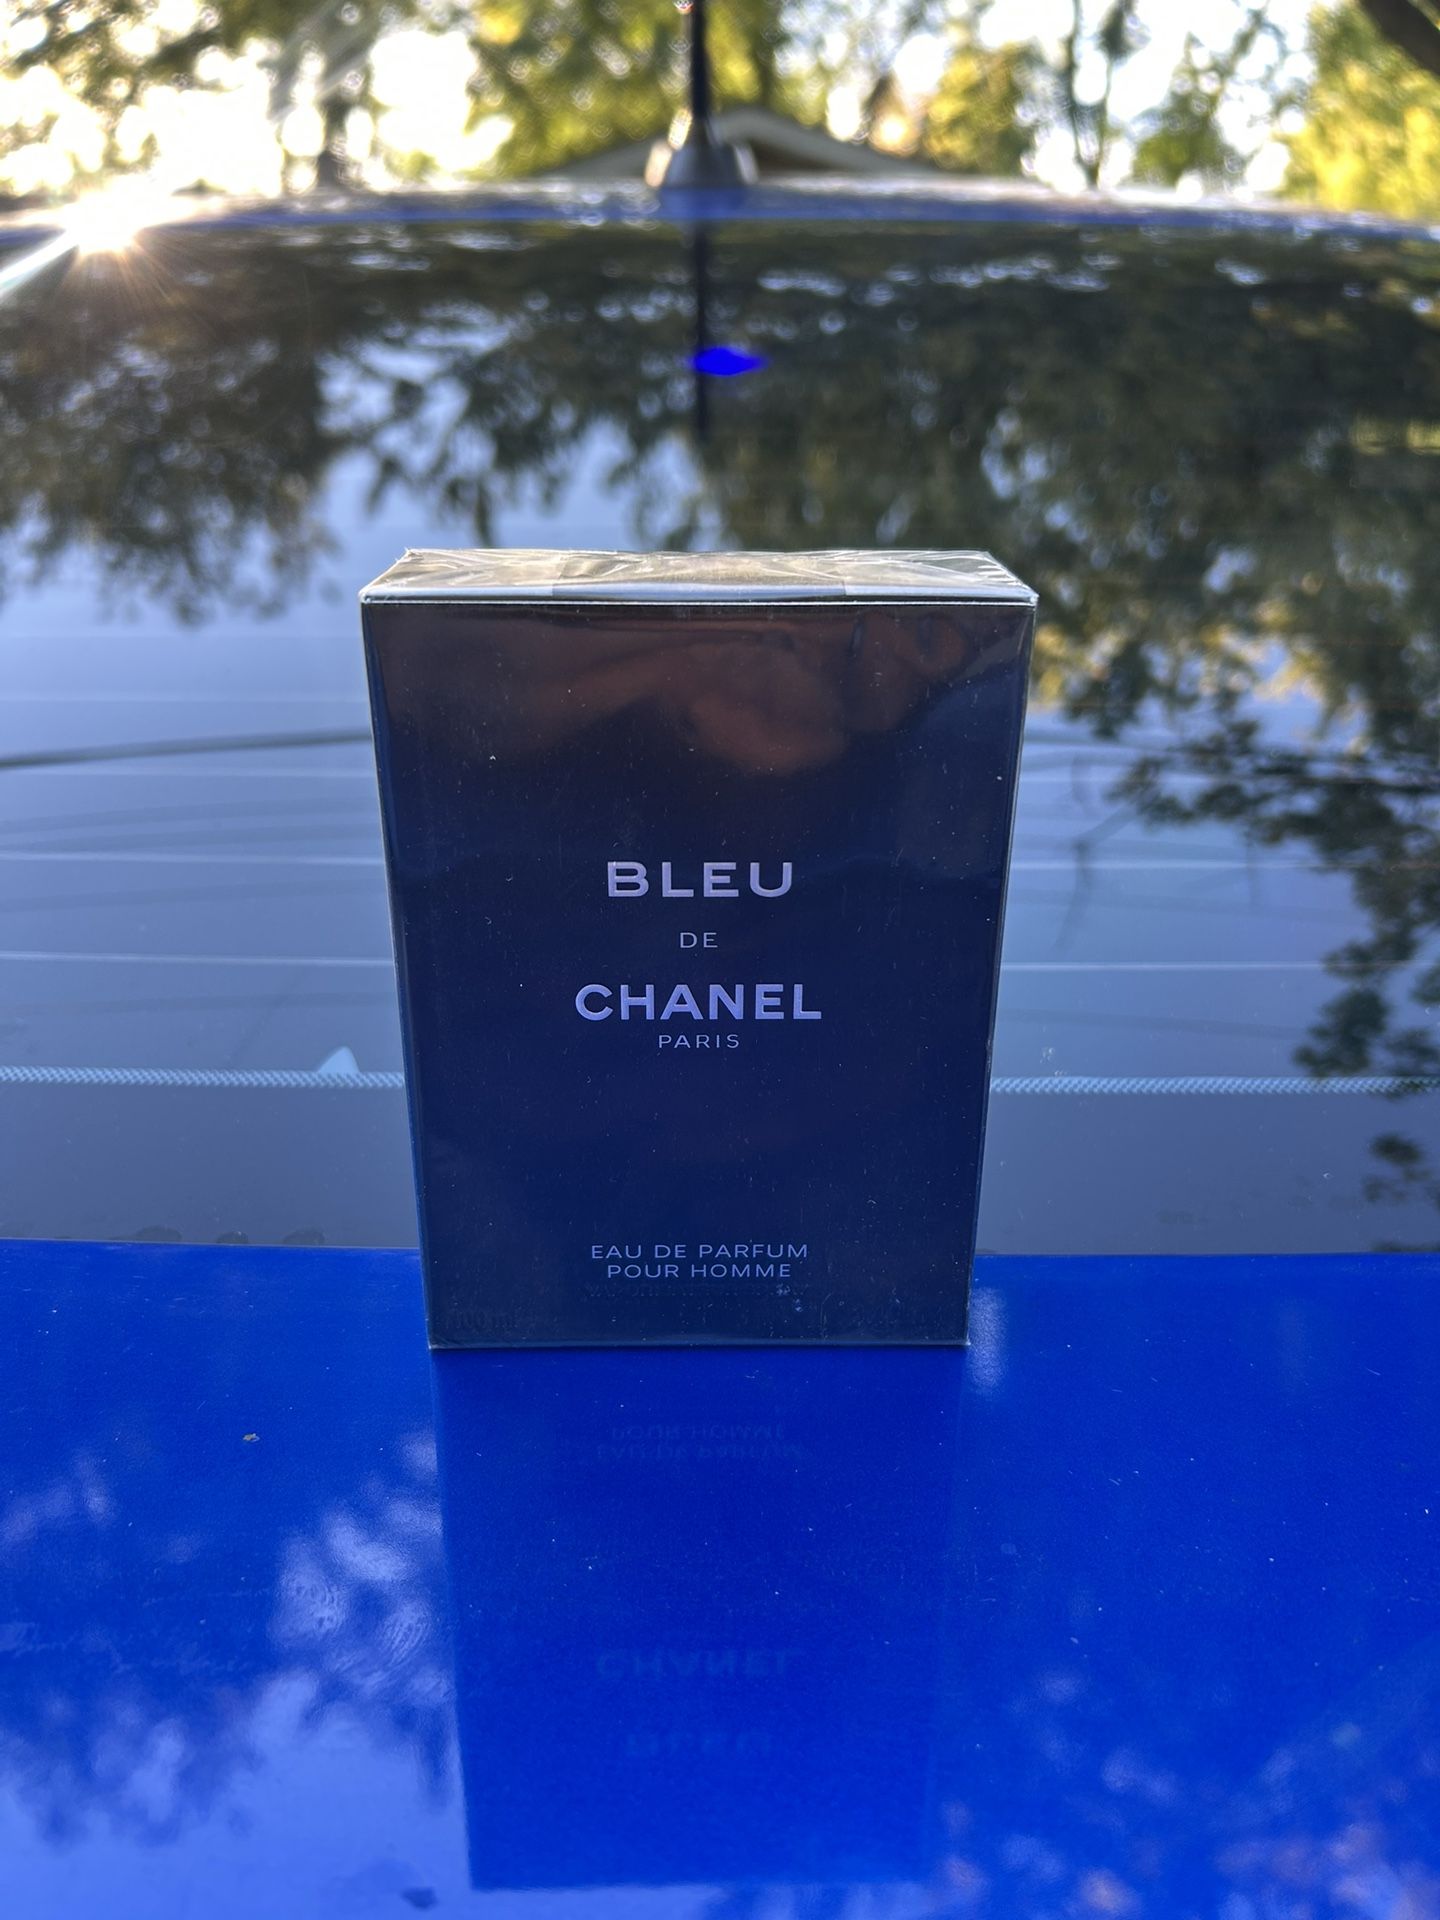 BLEU
DE
CHANEL
PARIS
EAU DE PARFUM
POUR HOMME